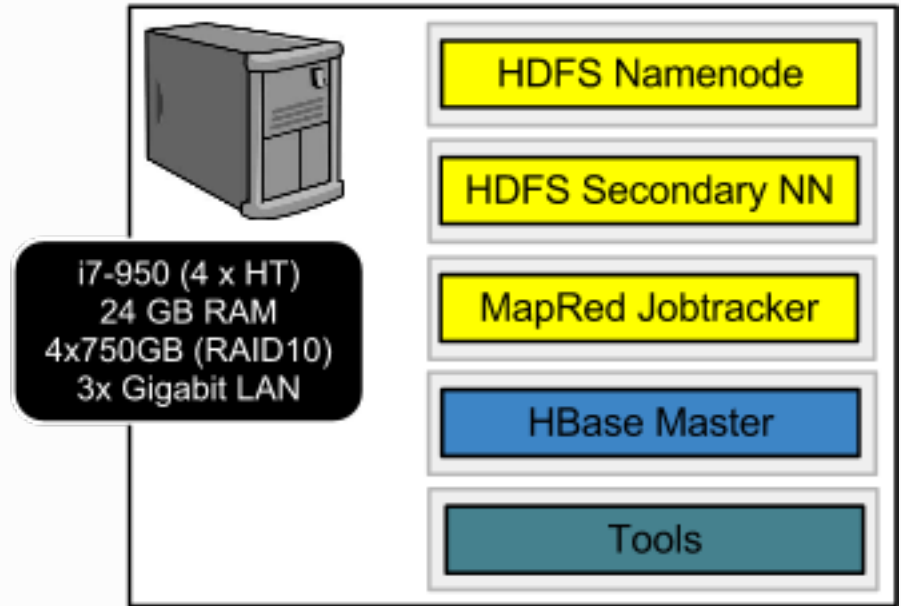 HDFS Namenode
HDFS Secondary NN
i7-950 (4 x HT)
24 GB RAM
4x750GB (RAID10)
3x Gigabit LAN
MapRed Jobtracker
HBase Master
Tools